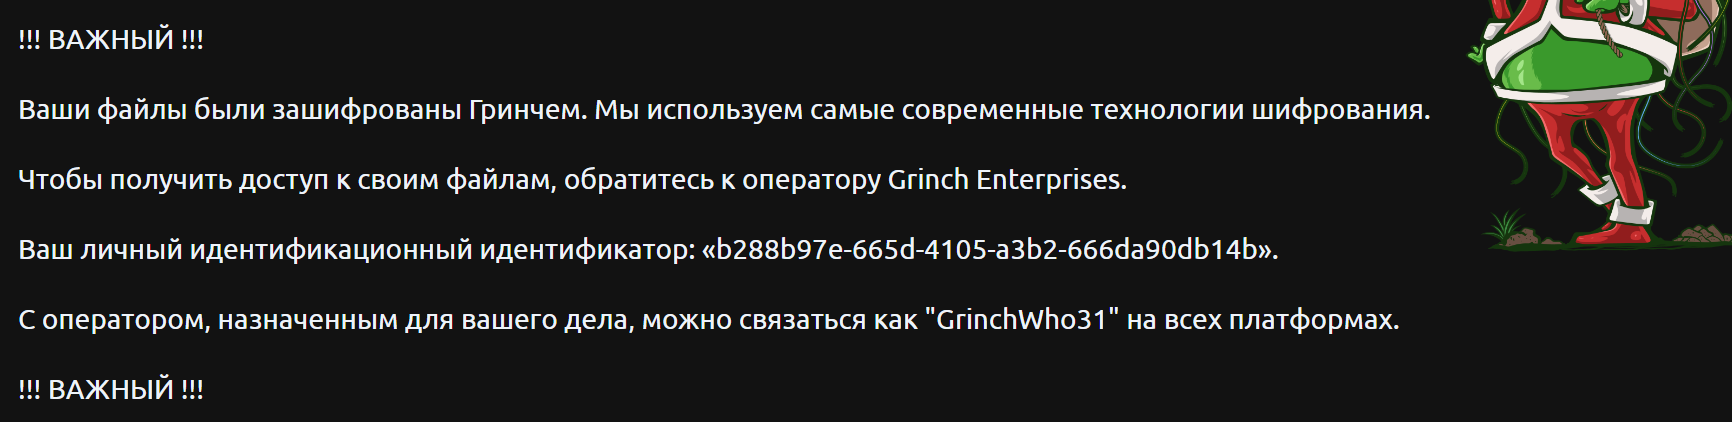 !!! ВАЖНЫЙ !!!
Ваши файлы были зашифрованы Гринчем. Мы используем самые современные технологии шифрования.
Чтобы получить доступ к своим файлам, обратитесь к оператору Grinch Enterprises.
Ваш личный идентификационный идентификатор: «b288b97e-665d-4105-a3b2-666da90db14b».
С оператором, назначенным для вашего дела, можно связаться как "GrinchWho31" на всех платформах.
!!! ВАЖНЫЙ !!!